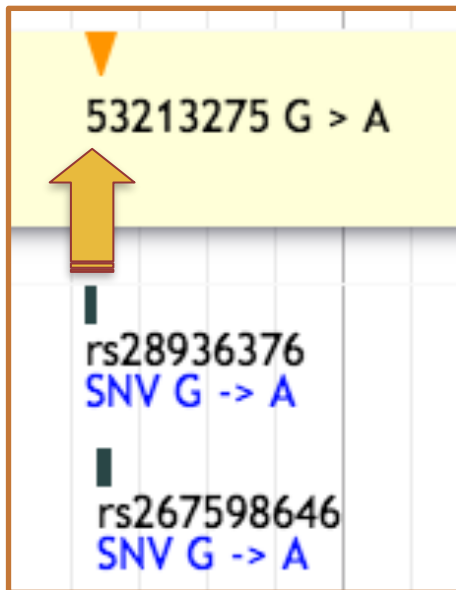 53213275 G > A
rs28936376
SNV G -> A
rs267598646
SNV G -> A